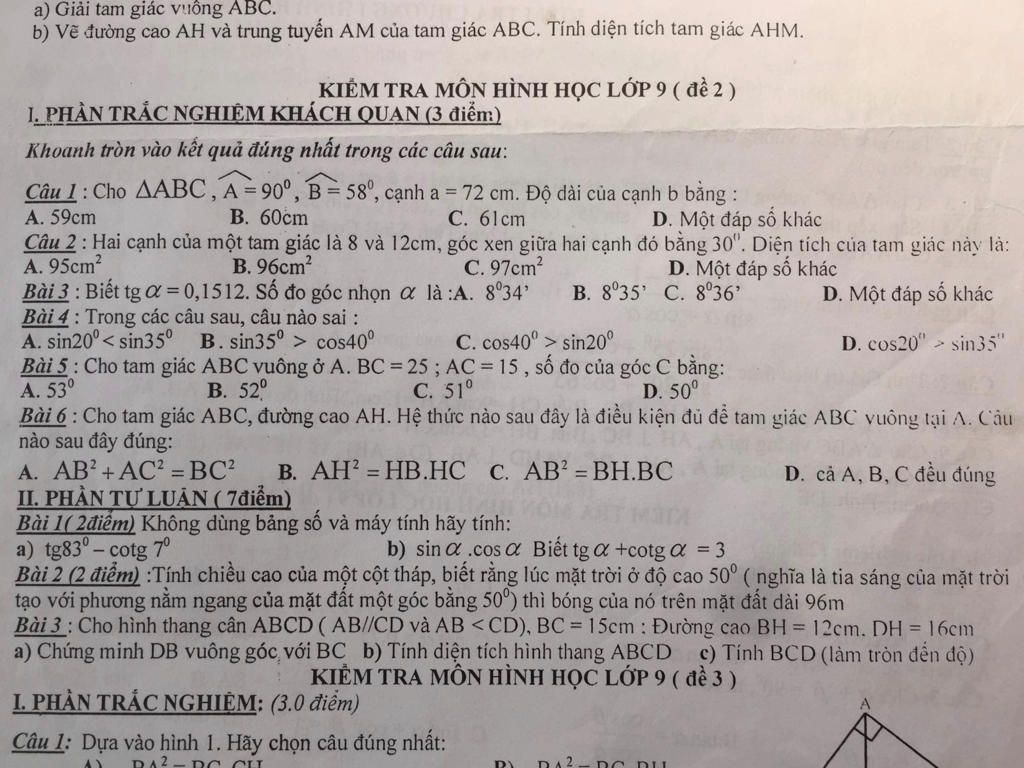 a) Giải tam giác vuông ABC.
b) Vẽ đường cao AH và trung tuyến AM của tam giác ABC. Tính diện tích tam giác AHM.
KIỂM TRA MÔN HÌNH HỌC LỚP 9 ( đề 2 )
I. PHẦN TRẮC NGHIỆM KHÁCH QUAN (3 điểm)
Khoanh tròn vào kết quả đúng nhất trong các câu sau:
Câu 1 : Cho ΔABC , A = 90⁰, B = 58⁰, cạnh a = 72 cm. Độ dài của cạnh b bằng :
A. 59cm B. 60cm C. 61cm D. Một đáp số khác
Câu 2 : Hai cạnh của một tam giác là 8 và 12cm, góc xen giữa hai cạnh đó bằng 30⁰. Diện tích của tam giác này là:
A. 95cm² B. 96cm² C. 97cm² D. Một đáp số khác
Bài 3 : Biết tg α = 0,1512. Số đo góc nhọn α là :A. 8⁰34’ B. 8⁰35’ C. 8⁰36’ D. Một đáp số khác
Bài 4 : Trong các câu sau, câu nào sai :
A. sin20⁰ < sin35⁰ B . sin35⁰ > cos40⁰ C. cos40⁰ > sin20⁰ D. cos20⁰ > sin35⁰
Bài 5 : Cho tam giác ABC vuông ở A. BC = 25 ; AC = 15 , số đo của góc C bằng:
A. 53⁰ B. 52⁰ C. 51⁰ D. 50⁰
Bài 6 : Cho tam giác ABC, đường cao AH. Hệ thức nào sau đây là điều kiện đủ để tam giác ABC vuông tại A. Câu
nào sau đây đúng:
A. AB² + AC² = BC² B. AH² = HB.HC C. AB² = BH.BC D. cả A, B, C đều đúng
II. PHẦN TỰ LUẬN ( 7điểm)
Bài 1( 2điểm) Không dùng bảng số và máy tính hãy tính:
a) tg83⁰ – cotg 7⁰ b) sin α .cos α Biết tg α +cotg α = 3
Bài 2 (2 điểm) :Tính chiều cao của một cột tháp, biết rằng lúc mặt trời ở độ cao 50⁰ ( nghĩa là tia sáng của mặt trời
tạo với phương nằm ngang của mặt đất một góc bằng 50⁰) thì bóng của nó trên mặt đất dài 96m
Bài 3 : Cho hình thang cân ABCD ( AB//CD và AB < CD), BC = 15cm ; Đường cao BH = 12cm, DH = 16cm
a) Chứng minh DB vuông góc với BC b) Tính diện tích hình thang ABCD c) Tính BCD (làm tròn đến độ)
KIỂM TRA MÔN HÌNH HỌC LỚP 9 ( đề 3 )
I. PHẦN TRẮC NGHIỆM: (3.0 điểm)
A
Câu 1: Dựa vào hình 1. Hãy chọn câu đúng nhất: